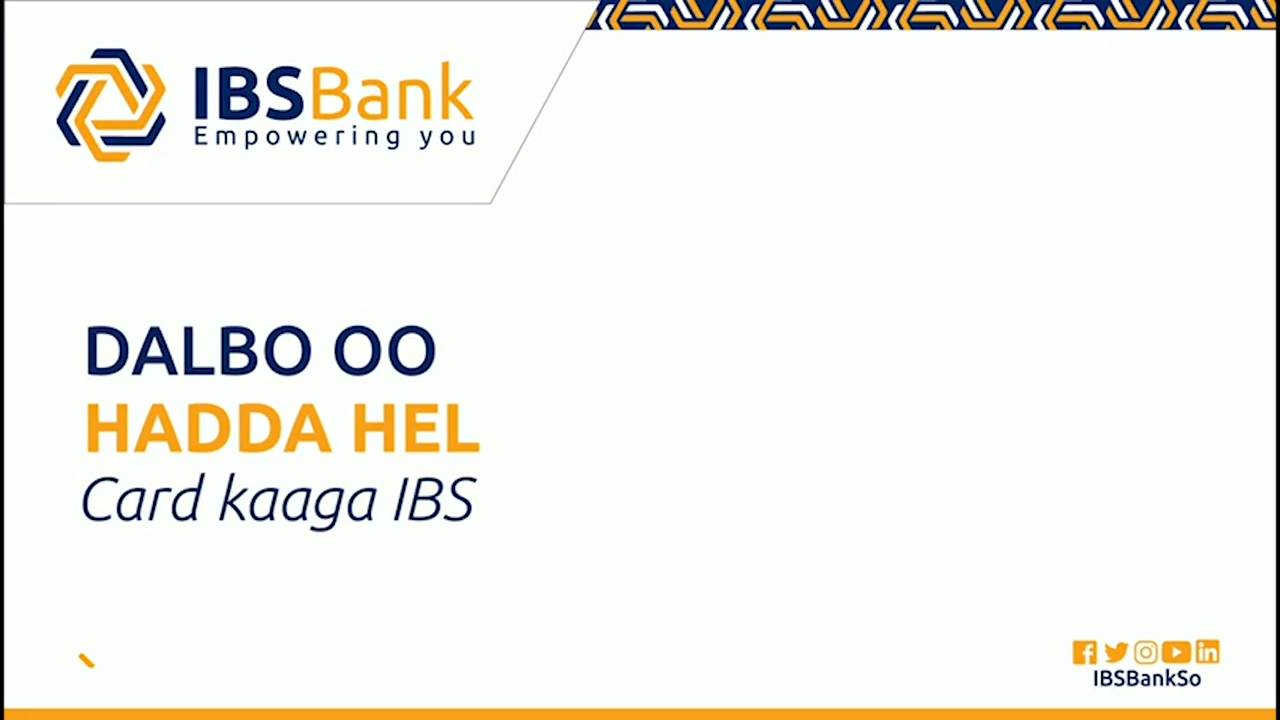 IBSBank
Empowering you
DALBO OO
HADDA HEL
Card kaaga IBS
IBSBankSo